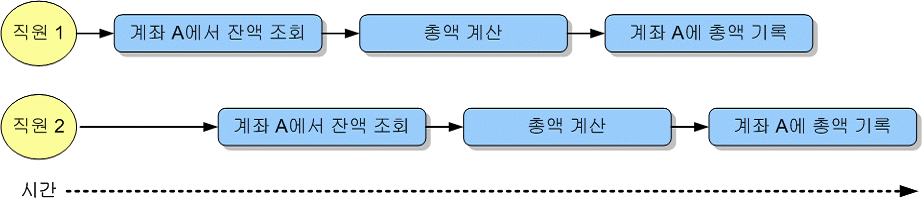 직원 1
계좌 A에서 잔액 조회
총액 계산
계좌 A에 총액 기록
직원 2
계좌 A에서 잔액 조회
총액 계산
계좌 A에 총액 기록
시간